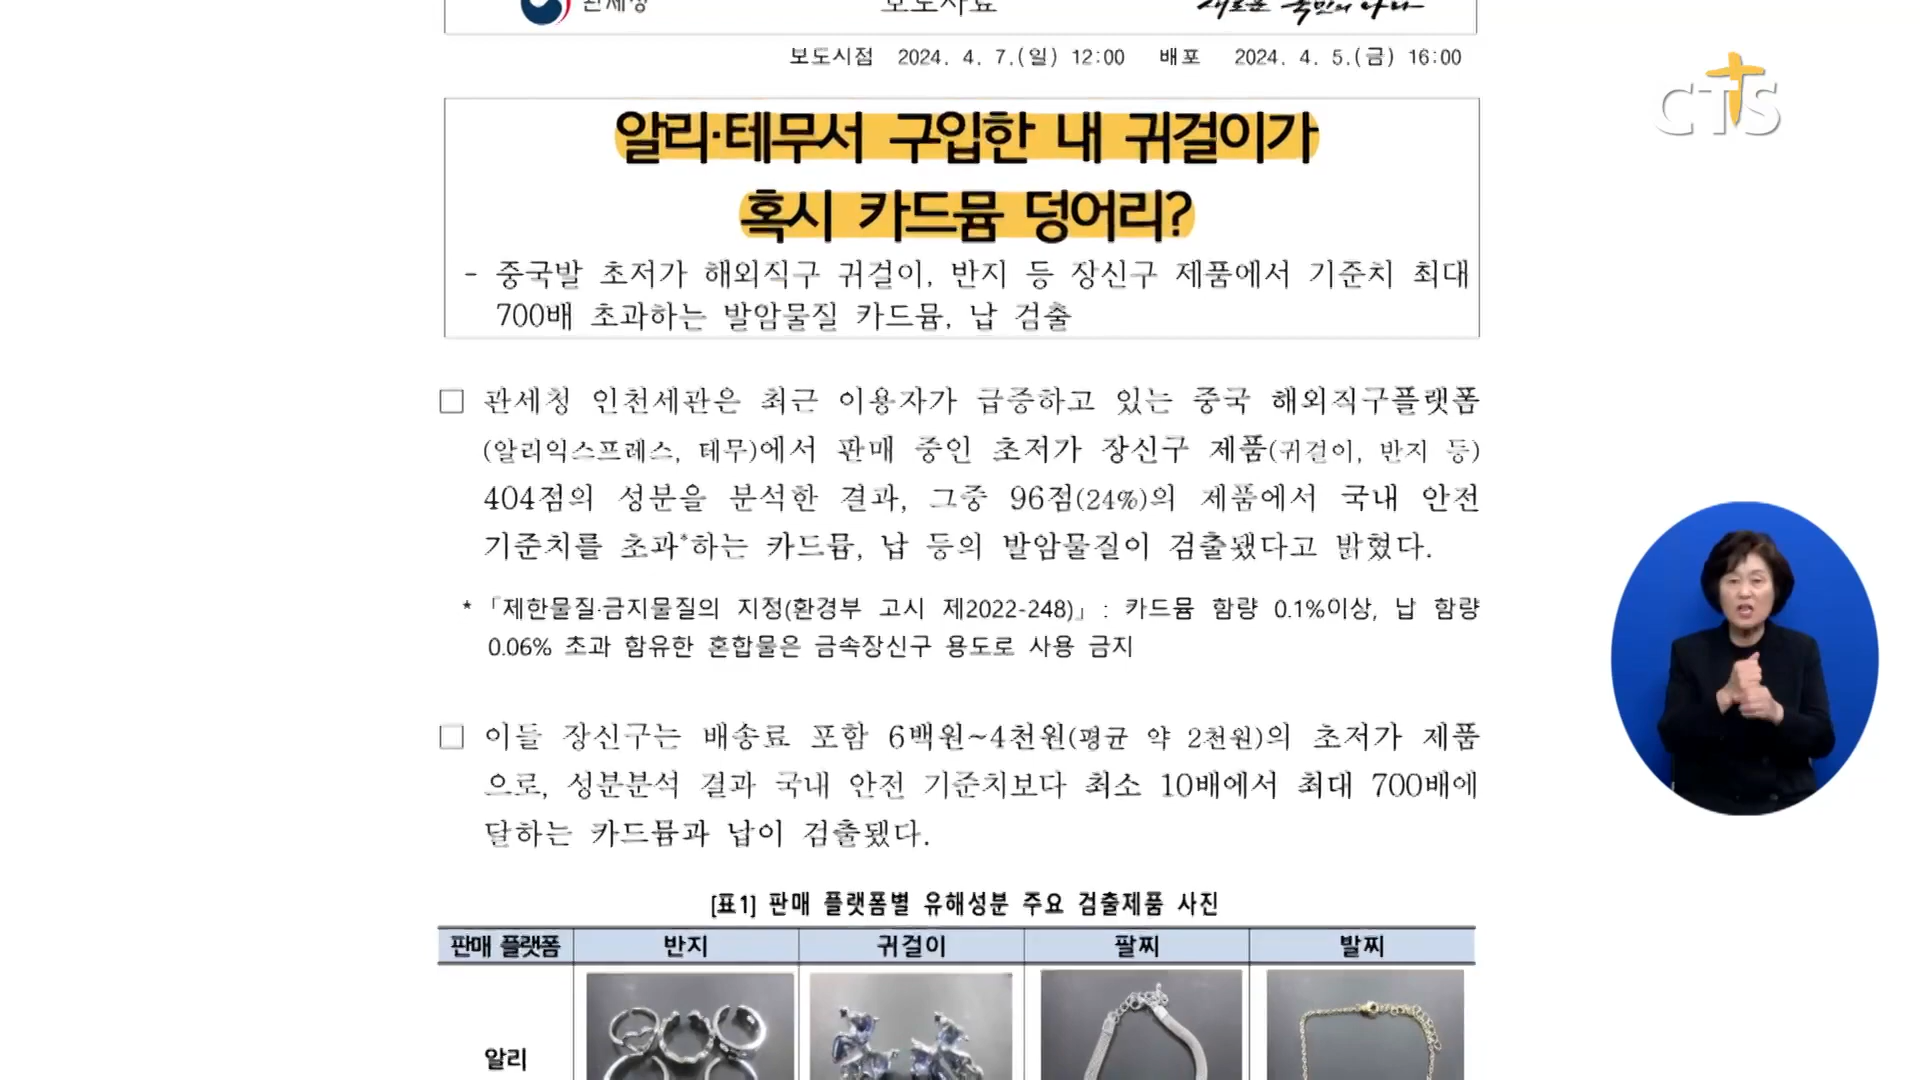 관세청 보도자료 새로운 국민의 나라
보도시점 2024. 4. 7.(일) 12:00 배포 2024. 4. 5.(금) 16:00
CTS
알리·테무서 구입한 내 귀걸이가
혹시 카드뮴 덩어리?
- 중국발 초저가 해외직구 귀걸이, 반지 등 장신구 제품에서 기준치 최대
700배 초과하는 발암물질 카드뮴, 납 검출
□ 관세청 인천세관은 최근 이용자가 급증하고 있는 중국 해외직구플랫폼
(알리익스프레스, 테무)에서 판매 중인 초저가 장신구 제품(귀걸이, 반지 등)
404점의 성분을 분석한 결과, 그중 96점(24%)의 제품에서 국내 안전
기준치를 초과*하는 카드뮴, 납 등의 발암물질이 검출됐다고 밝혔다.
* 「제한물질·금지물질의 지정(환경부 고시 제2022-248)」: 카드뮴 함량 0.1%이상, 납 함량
0.06% 초과 함유한 혼합물은 금속장신구 용도로 사용 금지
□ 이들 장신구는 배송료 포함 6백원~4천원(평균 약 2천원)의 초저가 제품
으로, 성분분석 결과 국내 안전 기준치보다 최소 10배에서 최대 700배에
달하는 카드뮴과 납이 검출됐다.
[표1] 판매 플랫폼별 유해성분 주요 검출제품 사진
판매 플랫폼 반지 귀걸이 팔찌 발찌
알리